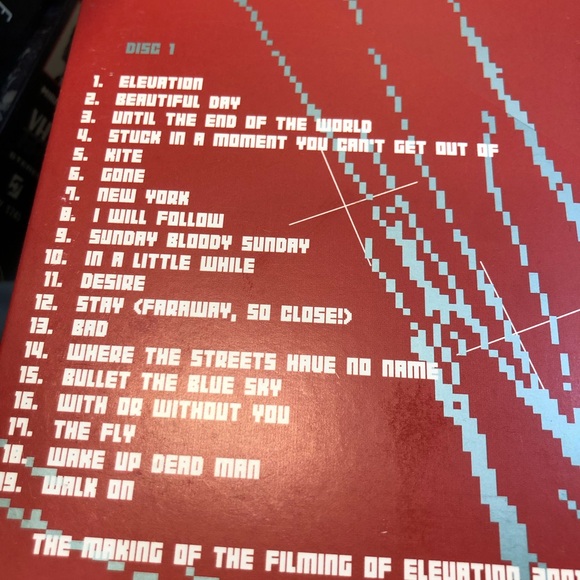 DISC 1
1. ELEVATION
2. BEAUTIFUL DAY
3. UNTIL THE END OF THE WORLD
4. STUCK IN A MOMENT YOU CAN'T GET OUT OF
5. KITE
6. GONE
7. NEW YORK
8. I WILL FOLLOW
9. SUNDAY BLOODY SUNDAY
10. IN A LITTLE WHILE
11. DESIRE
12. STAY (FARAWAY, SO CLOSE!)
13. BAD
14. WHERE THE STREETS HAVE NO NAME
15. BULLET THE BLUE SKY
16. WITH OR WITHOUT YOU
17. THE FLY
18. WAKE UP DEAD MAN
19. WALK ON
THE MAKING OF THE FILMING OF ELEVATION